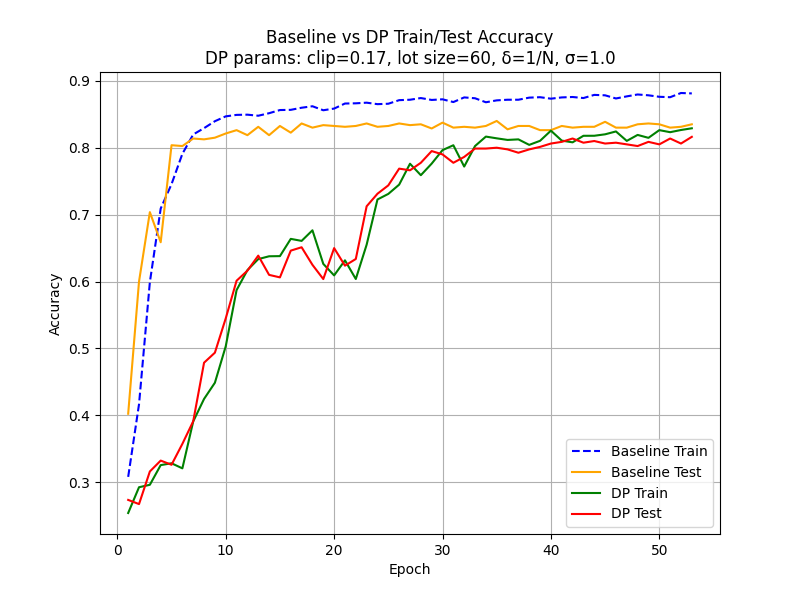 Baseline vs DP Train/Test Accuracy
DP params: clip=0.17, lot size=60, δ=1/N, σ=1.0
0.9
0.8
0.7
0.6
0.5
0.4
0.3
Accuracy
Baseline Train
Baseline Test
DP Train
DP Test
0 10 20 30 40 50
Epoch